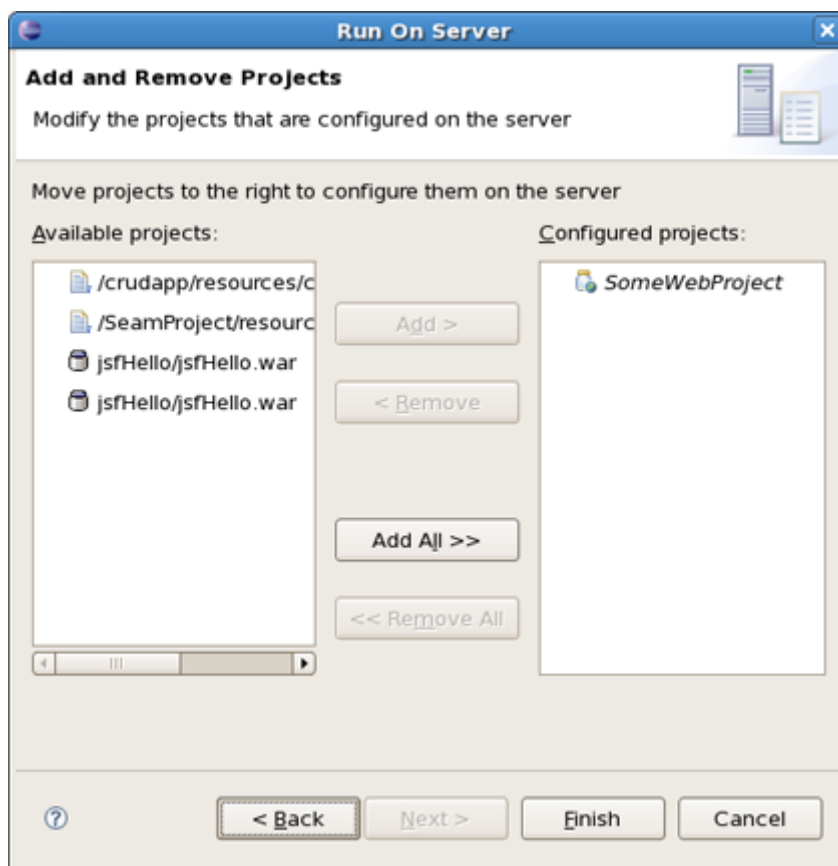 Run On Server
Add and Remove Projects
Modify the projects that are configured on the server
Move projects to the right to configure them on the server
Available projects:
Configured projects:
/crudapp/resources/c
/SeamProject/resourc
jsfHello/jsfHello.war
jsfHello/jsfHello.war
Add >
< Remove
Add All >>
<< Remove All
SomeWebProject
< Back
Next >
Finish
Cancel